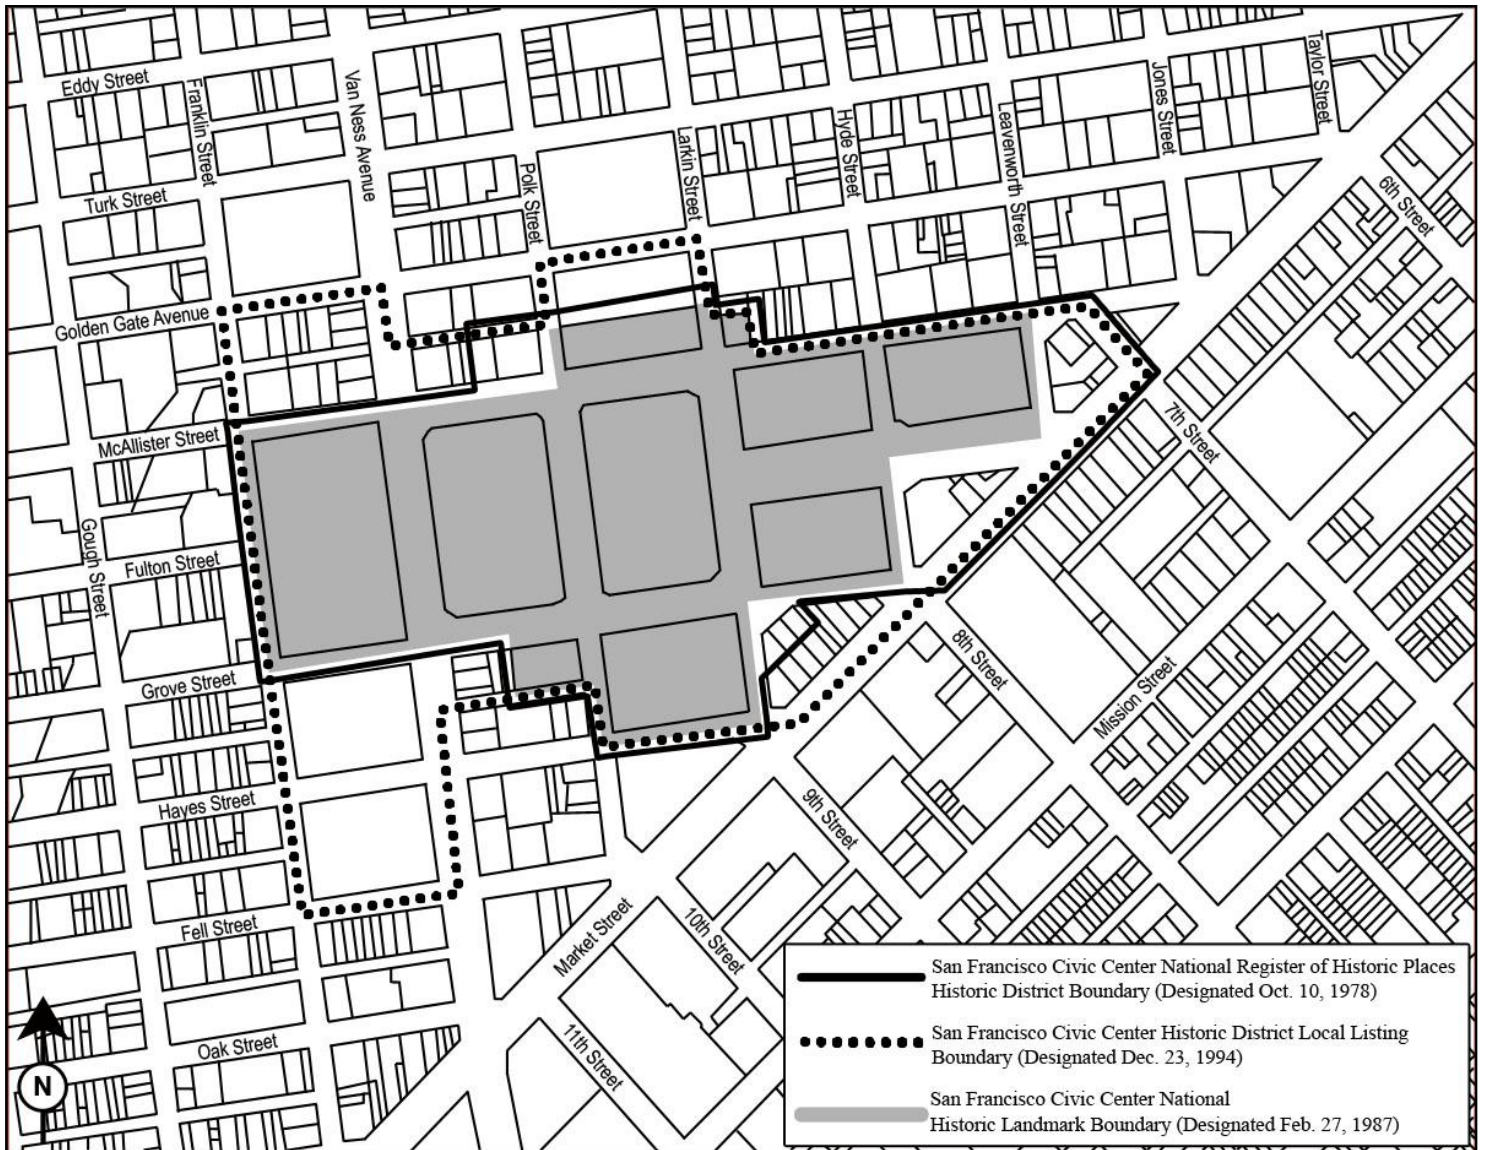 Eddy Street
Franklin Street
Van Ness Avenue
Polk Street
Larkin Street
Hyde Street
Leavenworth Street
Jones Street
Taylor Street
6th Street
Turk Street
Golden Gate Avenue
McAllister Street
7th Street
Gough Street
Fulton Street
Grove Street
8th Street
Mission Street
Hayes Street
9th Street
Fell Street
Market Street
10th Street
Oak Street
11th Street
N
San Francisco Civic Center National Register of Historic Places
Historic District Boundary (Designated Oct. 10, 1978)
San Francisco Civic Center Historic District Local Listing
Boundary (Designated Dec. 23, 1994)
San Francisco Civic Center National
Historic Landmark Boundary (Designated Feb. 27, 1987)